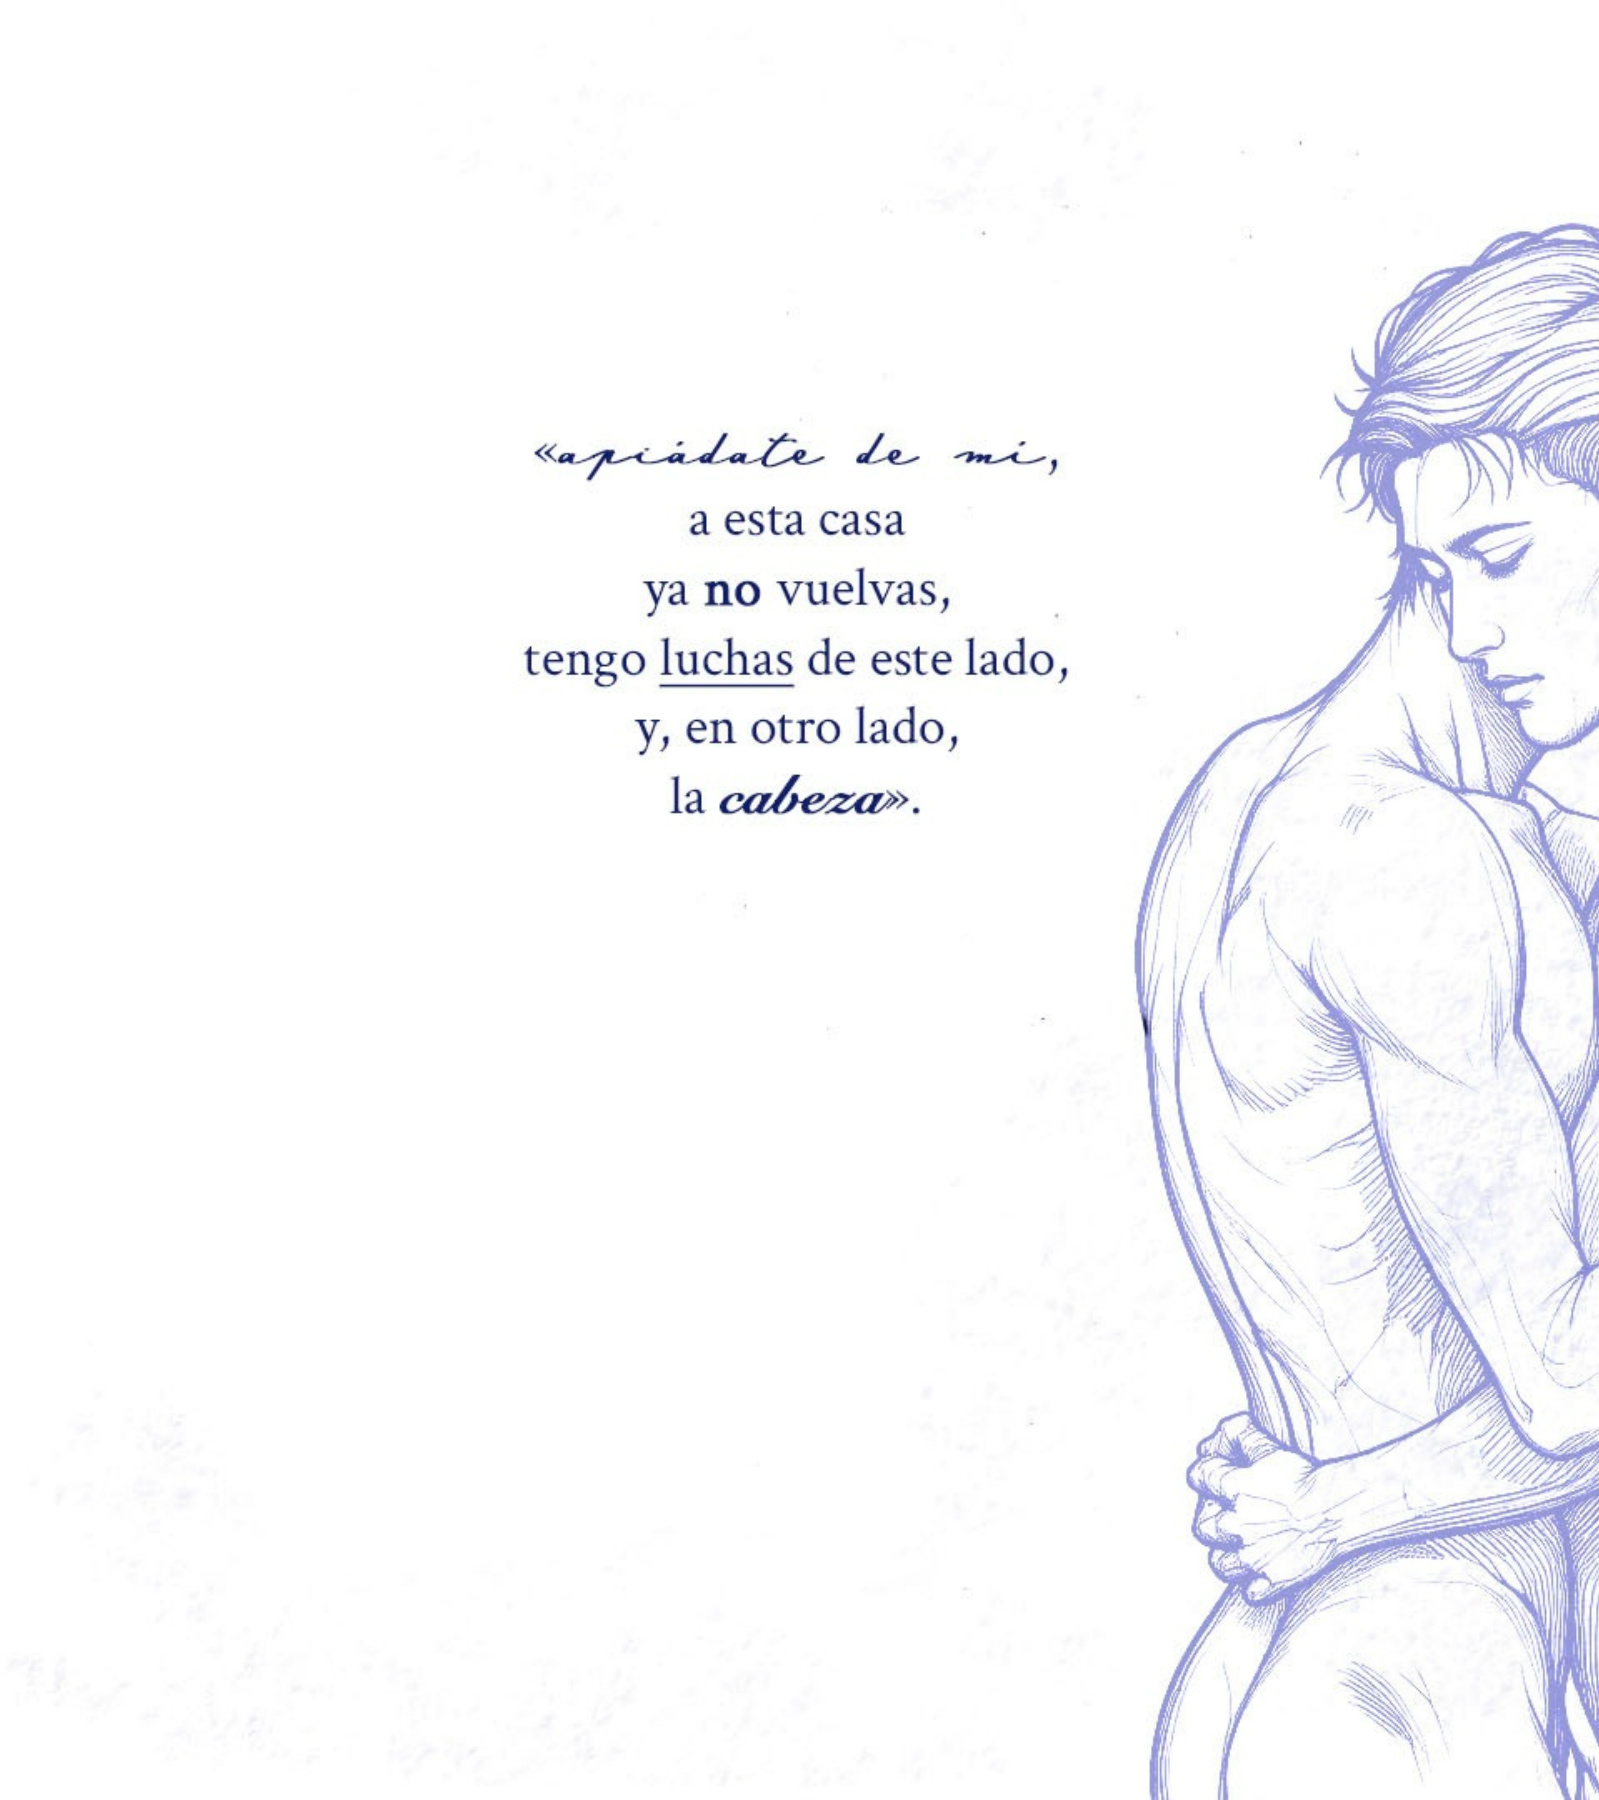 «apiádate de mí,
a esta casa
ya no vuelvas,
tengo luchas de este lado,
y, en otro lado,
la cabeza».